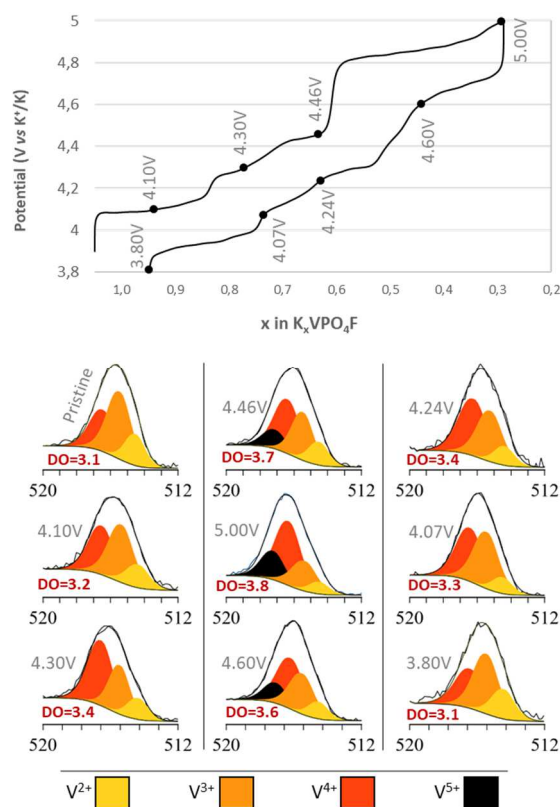 5
4,8
4,6
4,4
4,2
4
3,8
Potential (V vs K⁺/K)
4.10V
4.30V
4.46V
5.00V
3.80V
4.07V
4.24V
4.60V
1,0 0,9 0,8 0,7 0,6 0,5 0,4 0,3 0,2
x in KₓVPO₄F
Pristine
DO=3.1
520 512
4.46V
DO=3.7
520 512
4.24V
DO=3.4
520 512
4.10V
DO=3.2
520 512
5.00V
DO=3.8
520 512
4.07V
DO=3.3
520 512
4.30V
DO=3.4
520 512
4.60V
DO=3.6
520 512
3.80V
DO=3.1
520 512
V²⁺ V³⁺ V⁴⁺ V⁵⁺